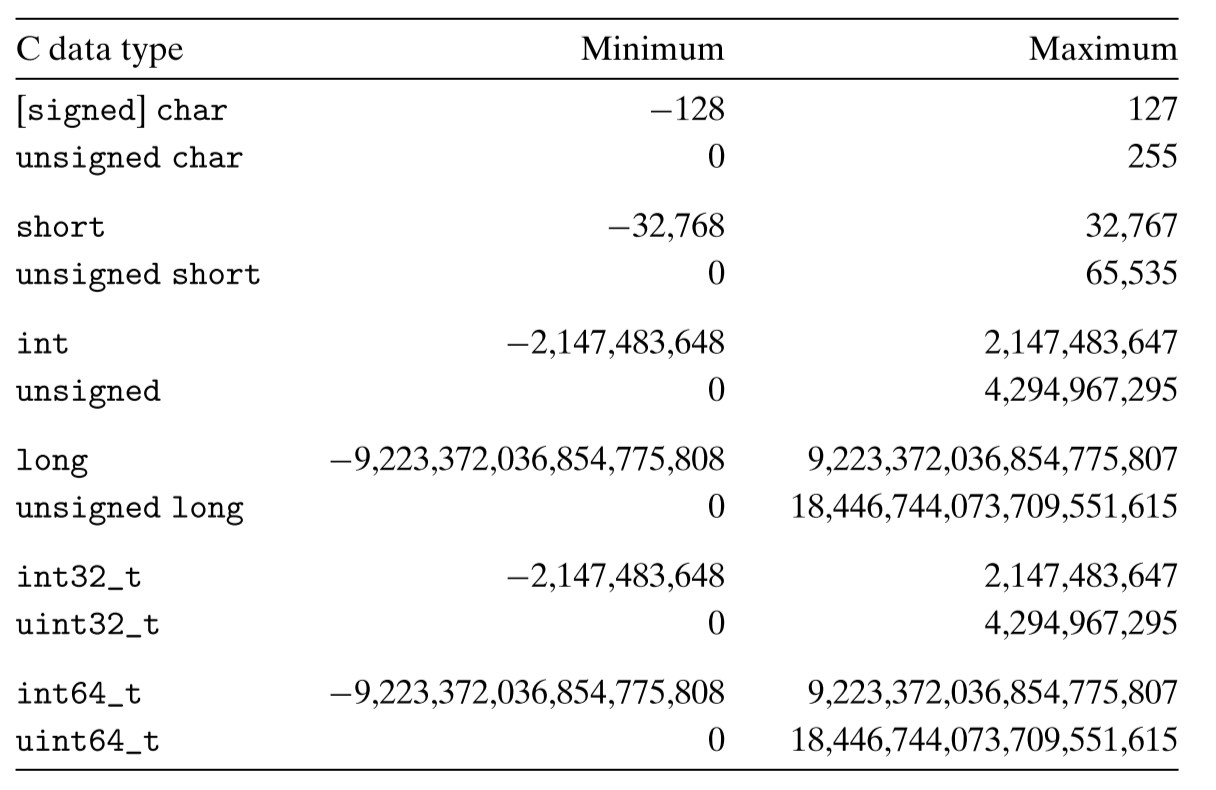 C data type Minimum Maximum
[signed] char −128 127
unsigned char 0 255
short −32,768 32,767
unsigned short 0 65,535
int −2,147,483,648 2,147,483,647
unsigned 0 4,294,967,295
long −9,223,372,036,854,775,808 9,223,372,036,854,775,807
unsigned long 0 18,446,744,073,709,551,615
int32_t −2,147,483,648 2,147,483,647
uint32_t 0 4,294,967,295
int64_t −9,223,372,036,854,775,808 9,223,372,036,854,775,807
uint64_t 0 18,446,744,073,709,551,615